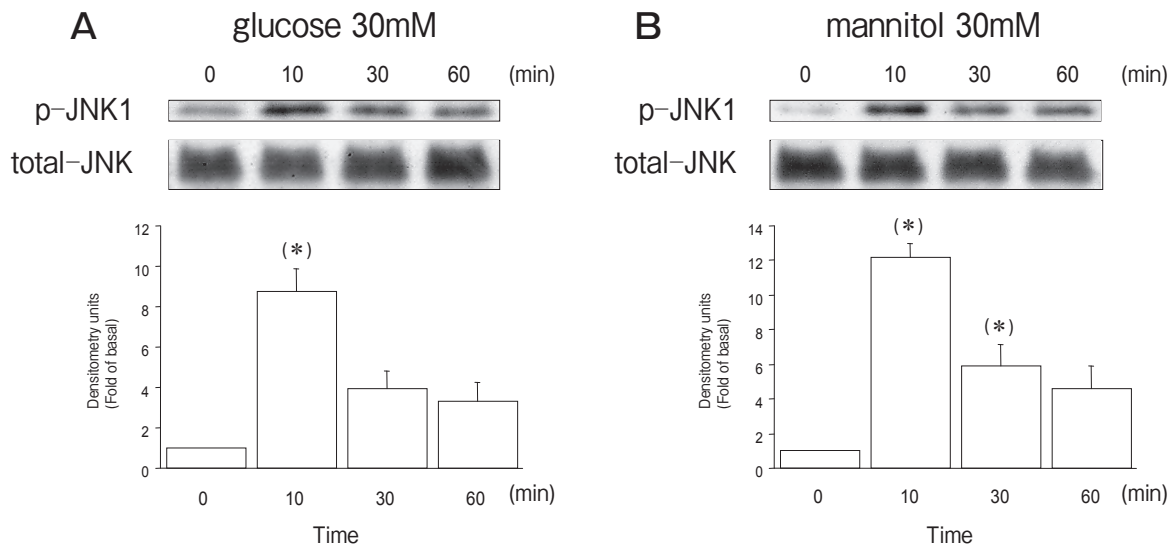 A glucose 30mM
0 10 30 60 (min)
p-JNK1
total-JNK
12
10
8
6
4
2
0
Densitometry units
(Fold of basal)
(*)
0 10 30 60 (min)
Time
B mannitol 30mM
0 10 30 60 (min)
p-JNK1
total-JNK
14
12
10
8
6
4
2
0
Densitometry units
(Fold of basal)
(*)
(*)
0 10 30 60 (min)
Time